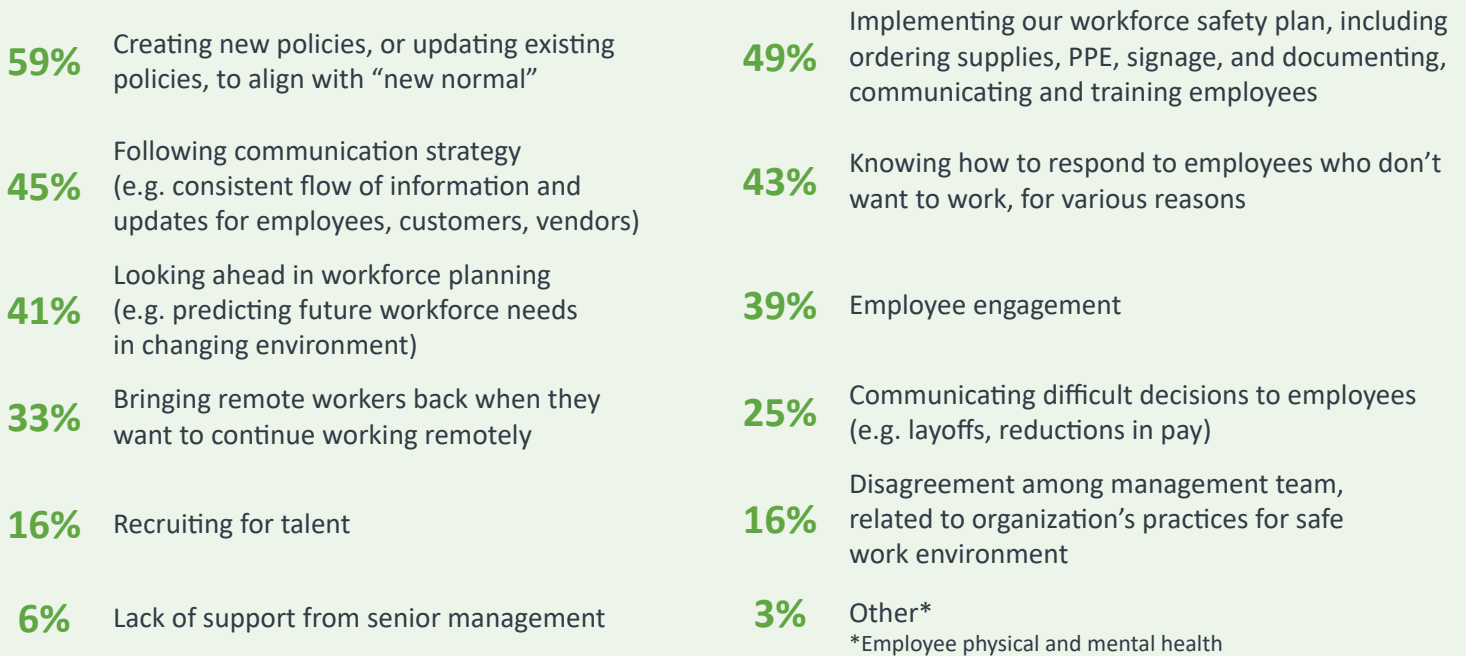 59%
Creating new policies, or updating existing
policies, to align with “new normal”
49%
Implementing our workforce safety plan, including
ordering supplies, PPE, signage, and documenting,
communicating and training employees
45%
Following communication strategy
(e.g. consistent flow of information and
updates for employees, customers, vendors)
43%
Knowing how to respond to employees who don’t
want to work, for various reasons
41%
Looking ahead in workforce planning
(e.g. predicting future workforce needs
in changing environment)
39%
Employee engagement
33%
Bringing remote workers back when they
want to continue working remotely
25%
Communicating difficult decisions to employees
(e.g. layoffs, reductions in pay)
16%
Recruiting for talent
16%
Disagreement among management team,
related to organization’s practices for safe
work environment
6%
Lack of support from senior management
3%
Other*
*Employee physical and mental health